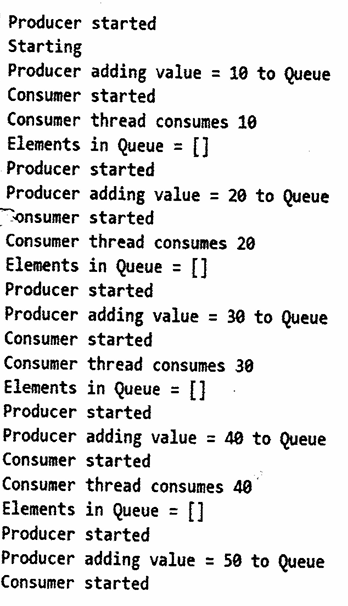 Producer started
Starting
Producer adding value = 10 to Queue
Consumer started
Consumer thread consumes 10
Elements in Queue = []
Producer started
Producer adding value = 20 to Queue
Consumer started
Consumer thread consumes 20
Elements in Queue = []
Producer started
Producer adding value = 30 to Queue
Consumer started
Consumer thread consumes 30
Elements in Queue = []
Producer started
Producer adding value = 40 to Queue
Consumer started
Consumer thread consumes 40
Elements in Queue = []
Producer started
Producer adding value = 50 to Queue
Consumer started